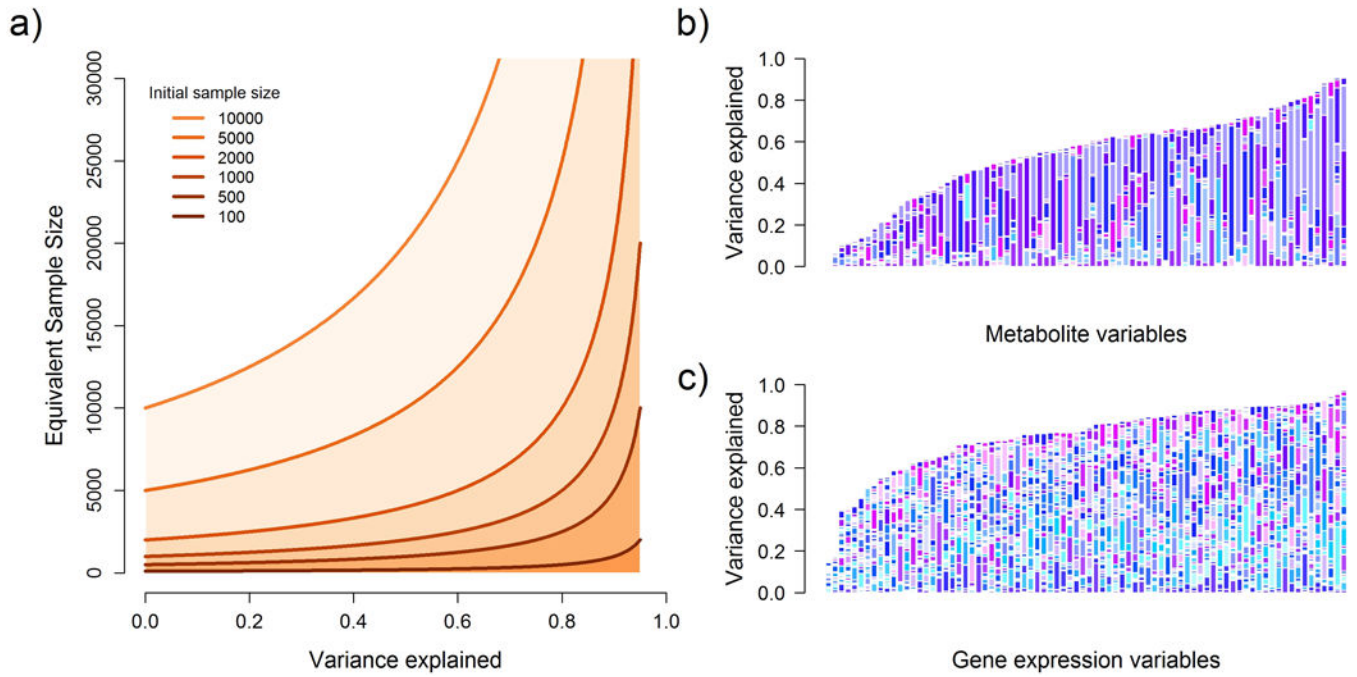 a)
Equivalent Sample Size
30000
25000
20000
15000
10000
5000
0
Initial sample size
10000
5000
2000
1000
500
100
0.0 0.2 0.4 0.6 0.8 1.0
Variance explained
b)
Variance explained
1.0
0.8
0.6
0.4
0.2
0.0
Metabolite variables
c)
Variance explained
1.0
0.8
0.6
0.4
0.2
0.0
Gene expression variables